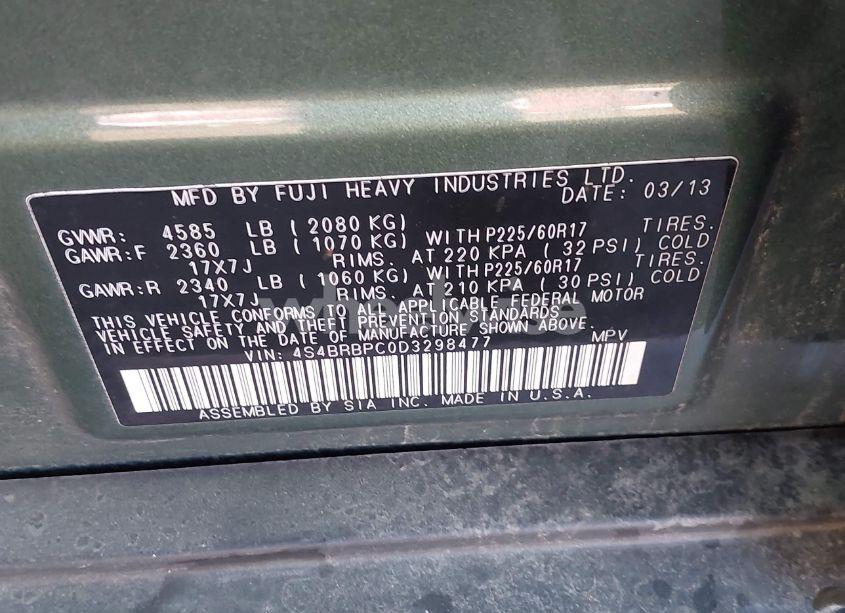 MFD BY FUJI HEAVY INDUSTRIES LTD.
DATE: 03/13
GVWR: 4585 LB ( 2080 KG)
GAWR:F 2360 LB ( 1070 KG) WITH P225/60R17 TIRES.
17X7J RIMS. AT 220 KPA ( 32 PSI) COLD
GAWR:R 2340 LB ( 1060 KG) WITH P225/60R17 TIRES.
17X7J RIMS. AT 210 KPA ( 30 PSI) COLD
THIS VEHICLE CONFORMS TO ALL APPLICABLE FEDERAL MOTOR
VEHICLE SAFETY AND THEFT PREVENTION STANDARDS
IN EFFECT ON THE DATE OF MANUFACTURE SHOWN ABOVE.
VIN: 4S4BRBPC0D3298477 MPV
ASSEMBLED BY SIA INC. MADE IN U.S.A.